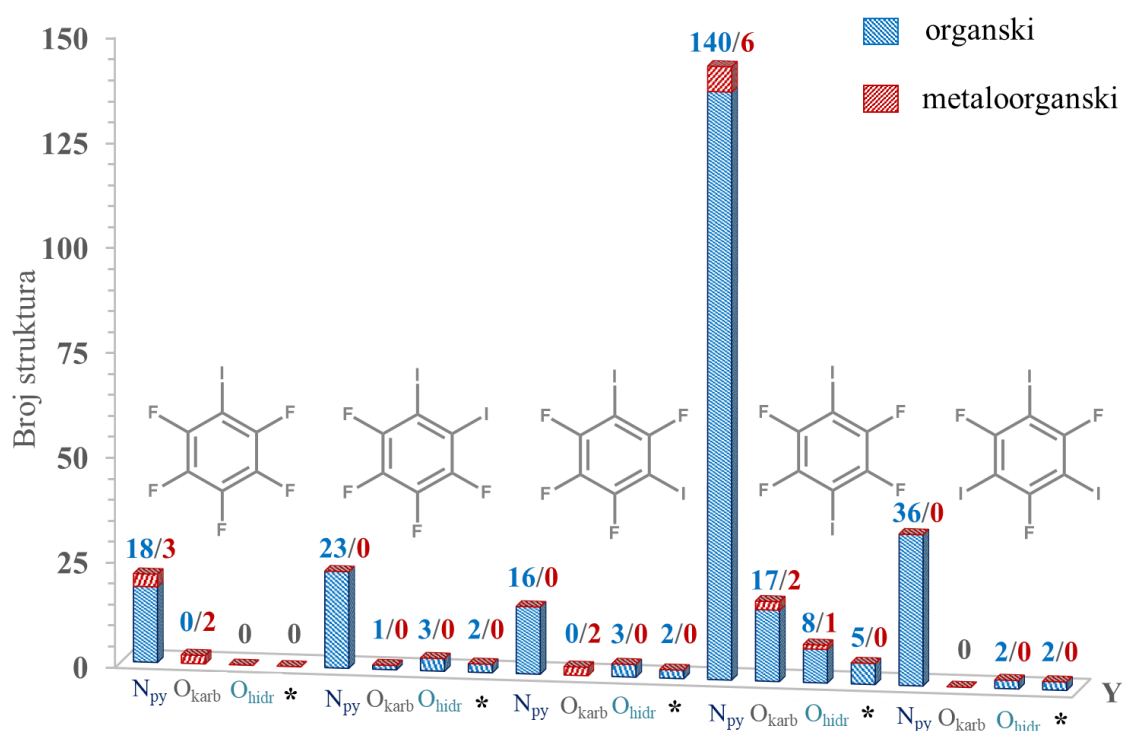 150
125
100
75
50
25
0
Broj struktura
organski
metaloorganski
140/6
18/3
0/2
0
0
23/0
1/0
3/0
2/0
16/0
0/2
3/0
2/0
17/2
8/1
5/0
36/0
0
2/0
2/0
I
F F
F F
F
I
F I
F F
F
I
F F
F I
F
I
F F
F F
I
I
F F
I I
F
Npy Okarb Ohidr * Npy Okarb Ohidr * Npy Okarb Ohidr * Npy Okarb Ohidr * Npy Okarb Ohidr * Y